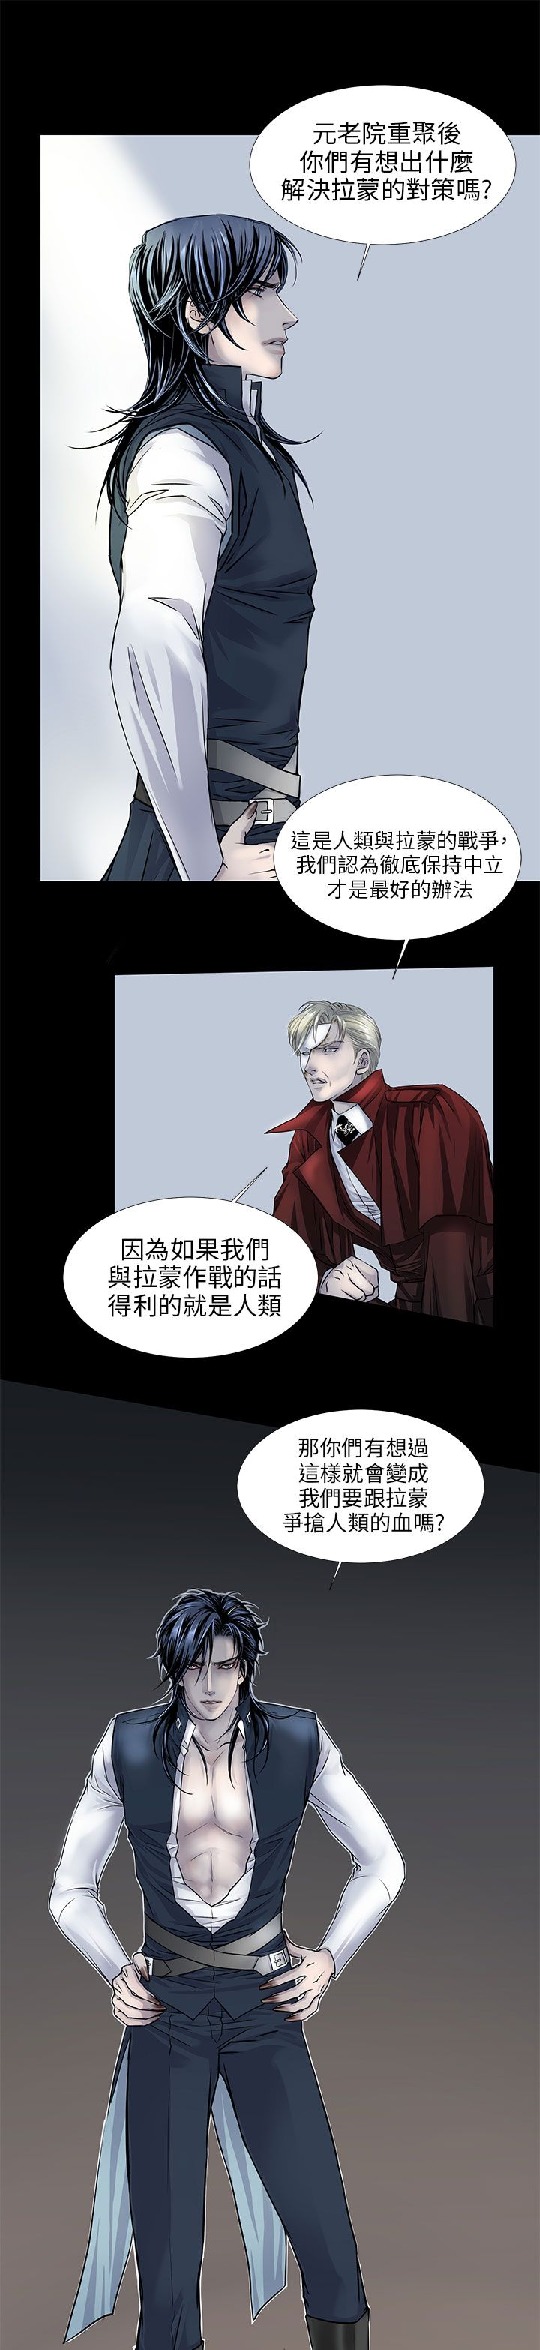 元老院重聚後
你們有想出什麼
解決拉蒙的對策嗎?
這是人類與拉蒙的戰爭，
我們認為徹底保持中立
才是最好的辦法
因為如果我們
與拉蒙作戰的話
得利的就是人類
那你們有想過
這樣就會變成
我們要跟拉蒙
爭搶人類的血嗎?